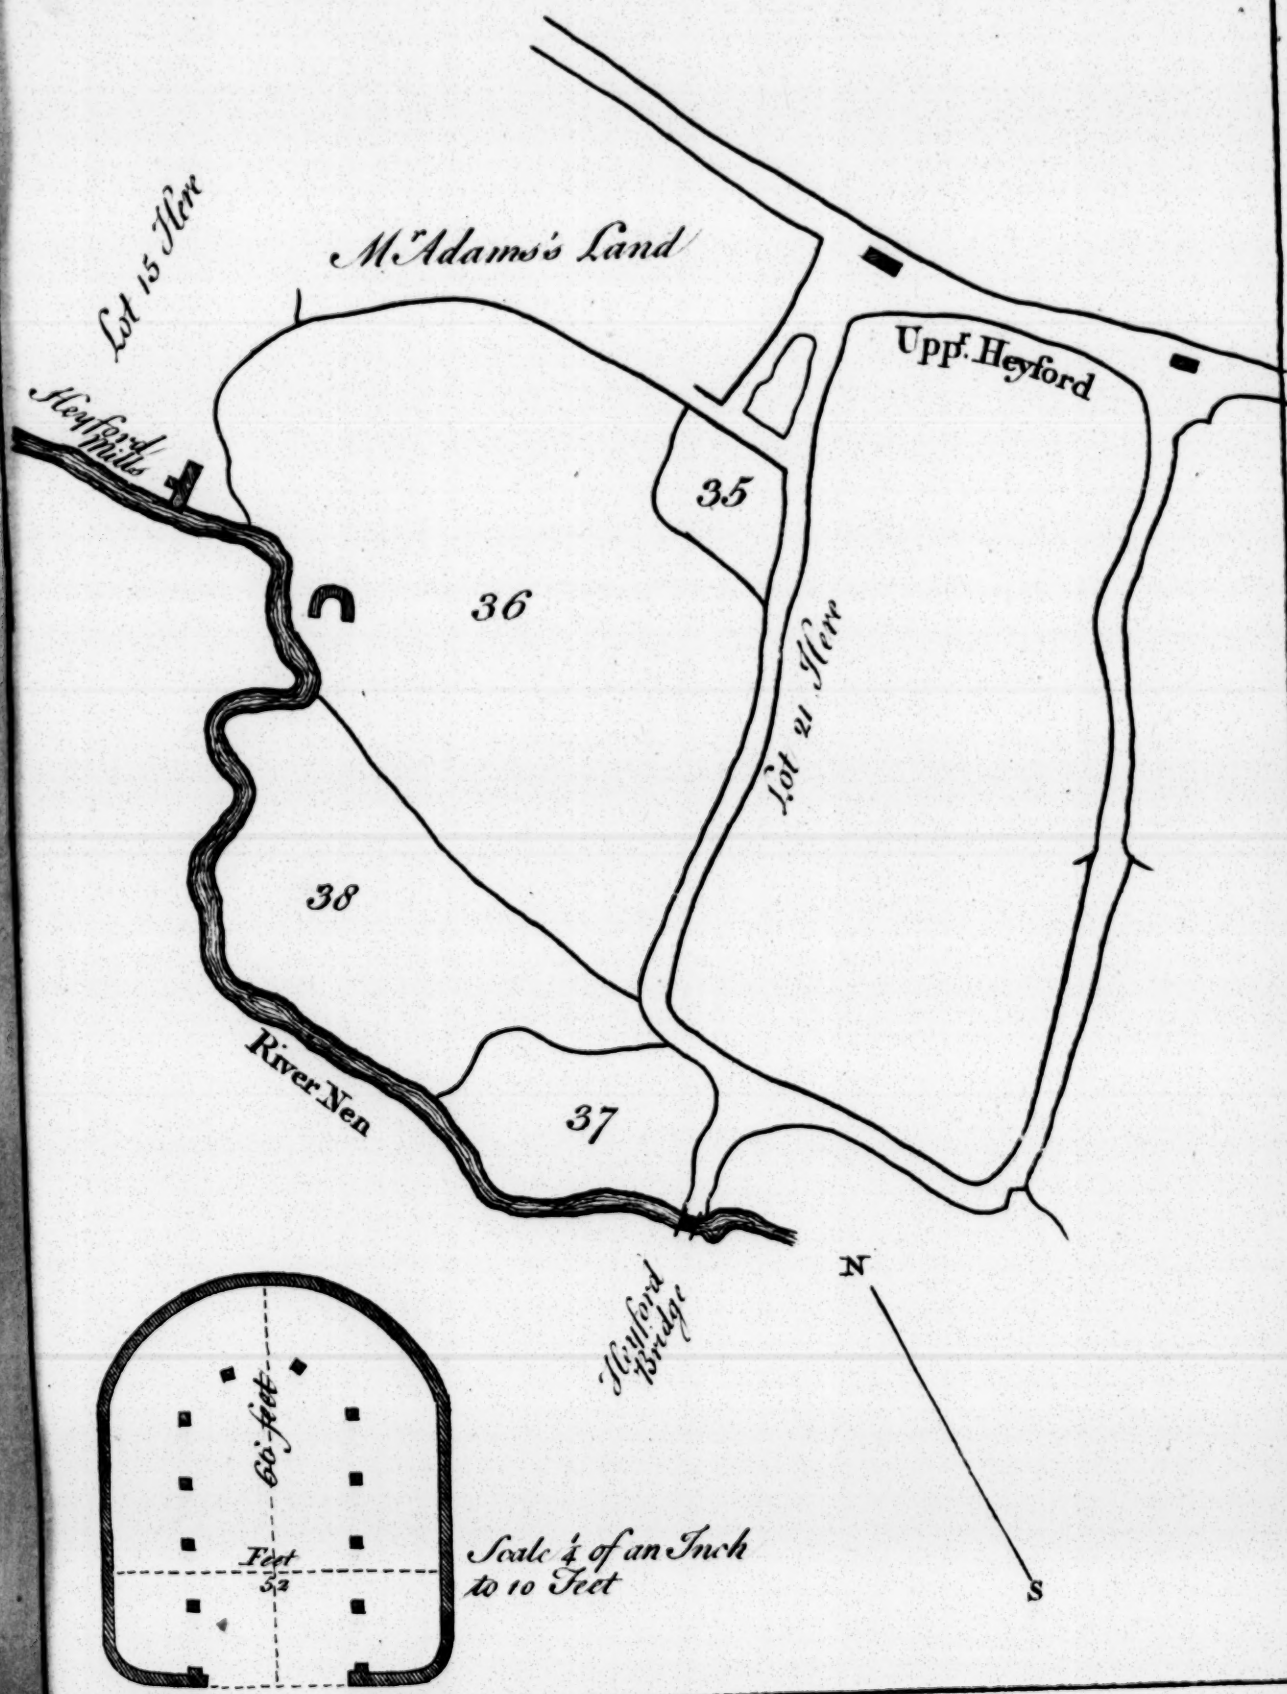 Lot 15 Here
Mr Adams's Land
Heyford
Mills
Uppr. Heyford
35
36
Lot 21 Here
38
River Nen
37
Heyford
Bridge
N
S
66 feet
Feet
52
Scale 1/4 of an Inch
to 10 Feet